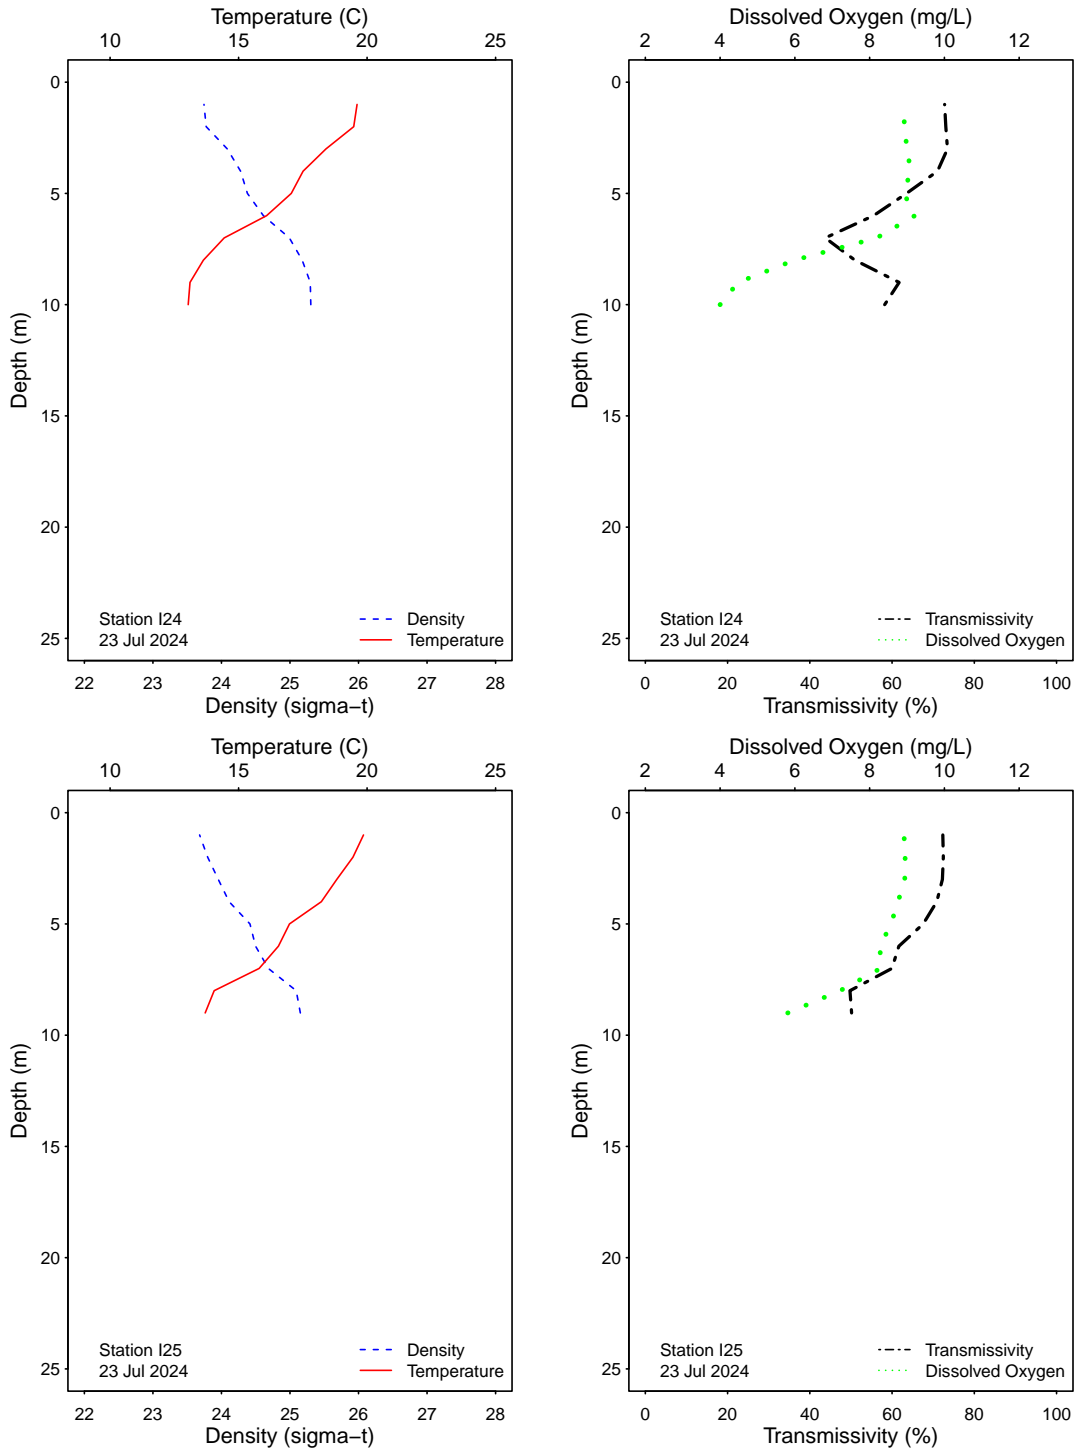 Temperature (C)
10 15 20 25
0
5
10
15
20
25
Depth (m)
Station I24
23 Jul 2024
Density
Temperature
22 23 24 25 26 27 28
Density (sigma−t)
Dissolved Oxygen (mg/L)
2 4 6 8 10 12
0
5
10
15
20
25
Depth (m)
Station I24
23 Jul 2024
Transmissivity
Dissolved Oxygen
0 20 40 60 80 100
Transmissivity (%)
Temperature (C)
10 15 20 25
0
5
10
15
20
25
Depth (m)
Station I25
23 Jul 2024
Density
Temperature
22 23 24 25 26 27 28
Density (sigma−t)
Dissolved Oxygen (mg/L)
2 4 6 8 10 12
0
5
10
15
20
25
Depth (m)
Station I25
23 Jul 2024
Transmissivity
Dissolved Oxygen
0 20 40 60 80 100
Transmissivity (%)